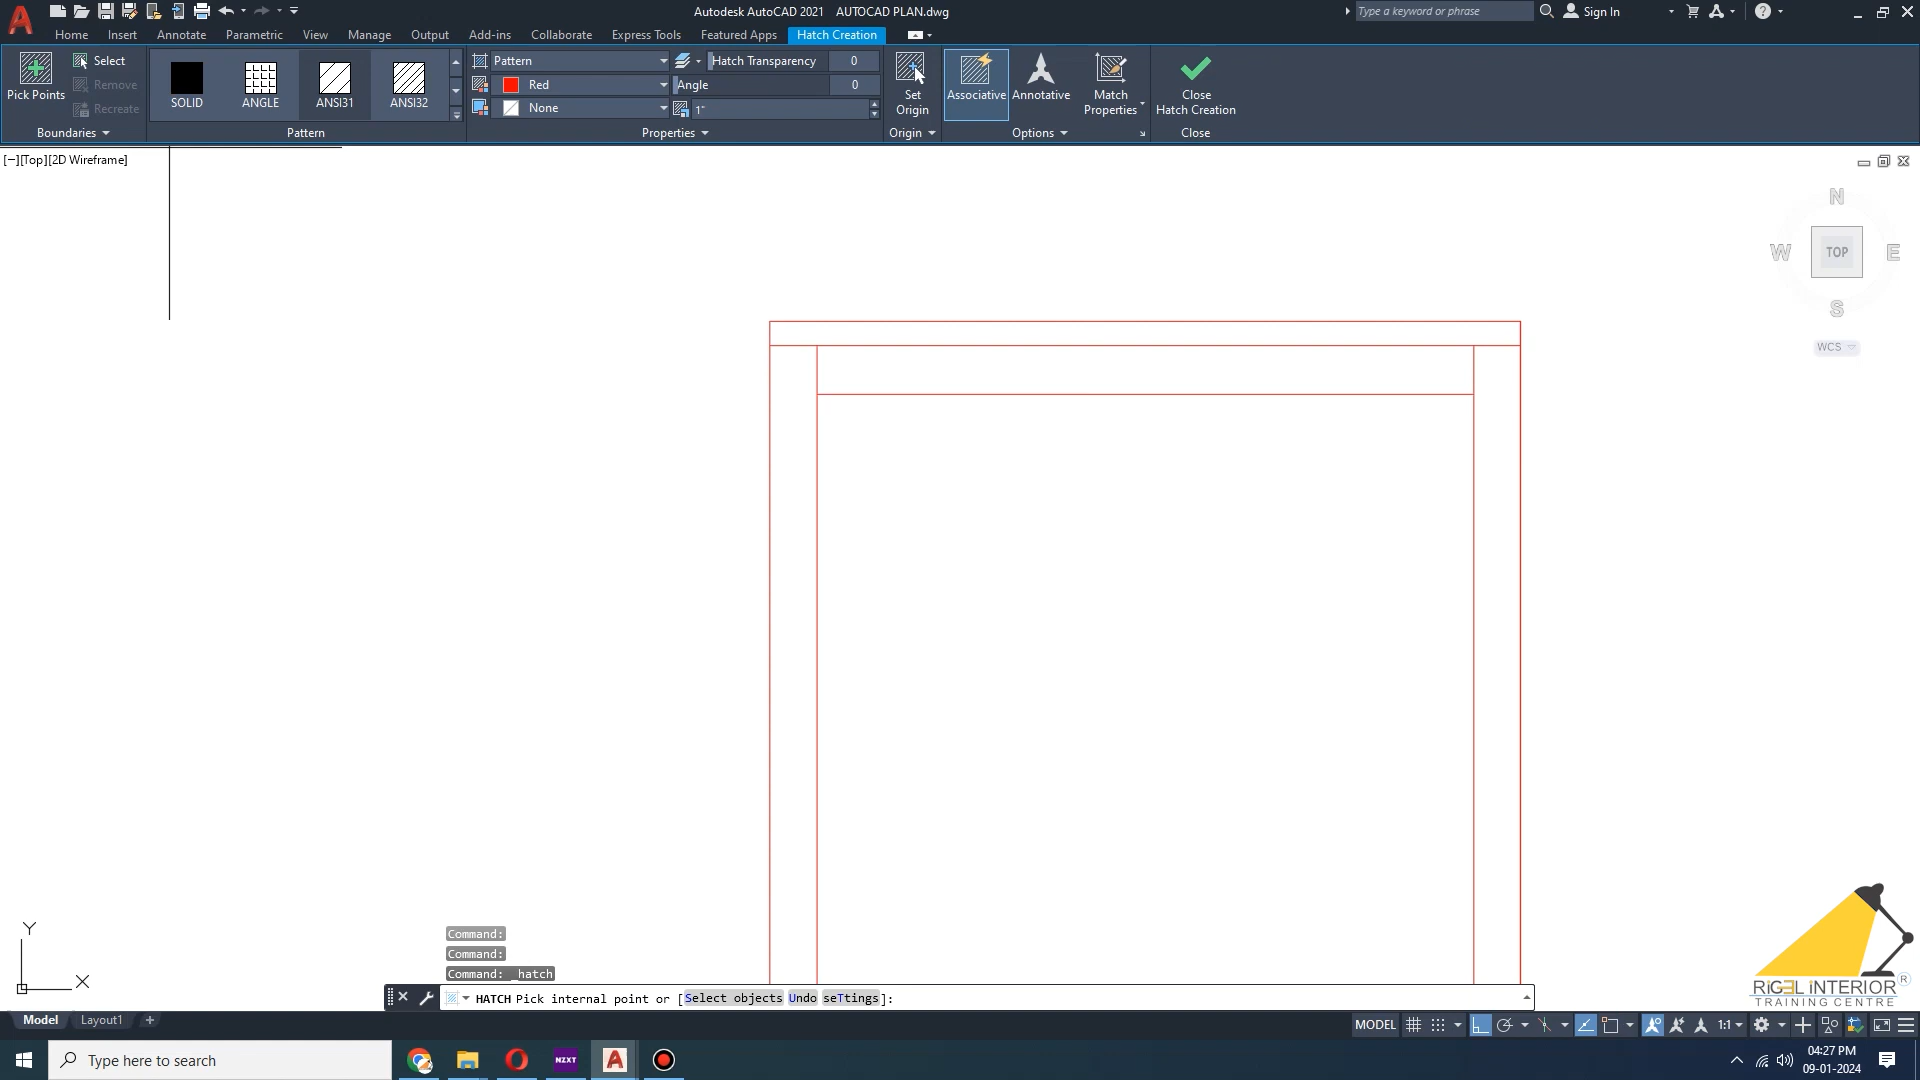 Autodesk AutoCAD 2021 AUTOCAD PLAN.dwg
Type a keyword or phrase
Sign In
Home Insert Annotate Parametric View Manage Output Add-ins Collaborate Express Tools Featured Apps Hatch Creation
Pick Points
Select
Remove
Recreate
Boundaries
SOLID
ANGLE
ANSI31
ANSI32
Pattern
Pattern
Red
None
Hatch Transparency 0
Angle 0
1"
Properties
Set
Origin
Origin
Associative
Annotative
Match
Properties
Options
Close
Hatch Creation
Close
[−][Top][2D Wireframe]
N
W
TOP
E
S
WCS
Y
X
Command:
Command:
Command: _hatch
HATCH Pick internal point or [Select objects Undo seTtings]:
RIGEL INTERIOR ®
TRAINING CENTRE
Model Layout1
MODEL
1:1
Type here to search
NZXT
04:27 PM
09-01-2024